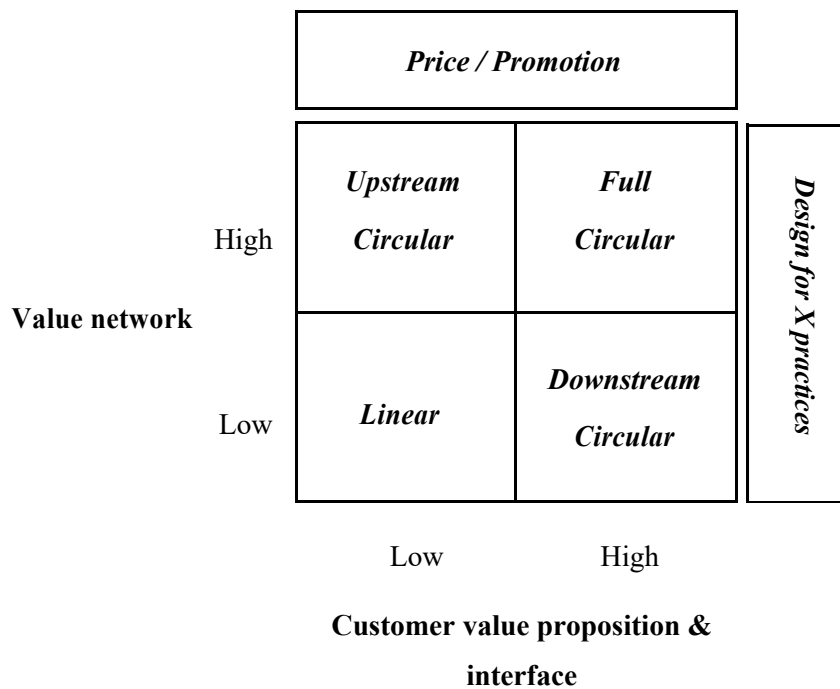 Price / Promotion
Upstream
Circular
Full
Circular
High
Design for X practices
Value network
Linear
Downstream
Circular
Low
Low
High
Customer value proposition &
interface